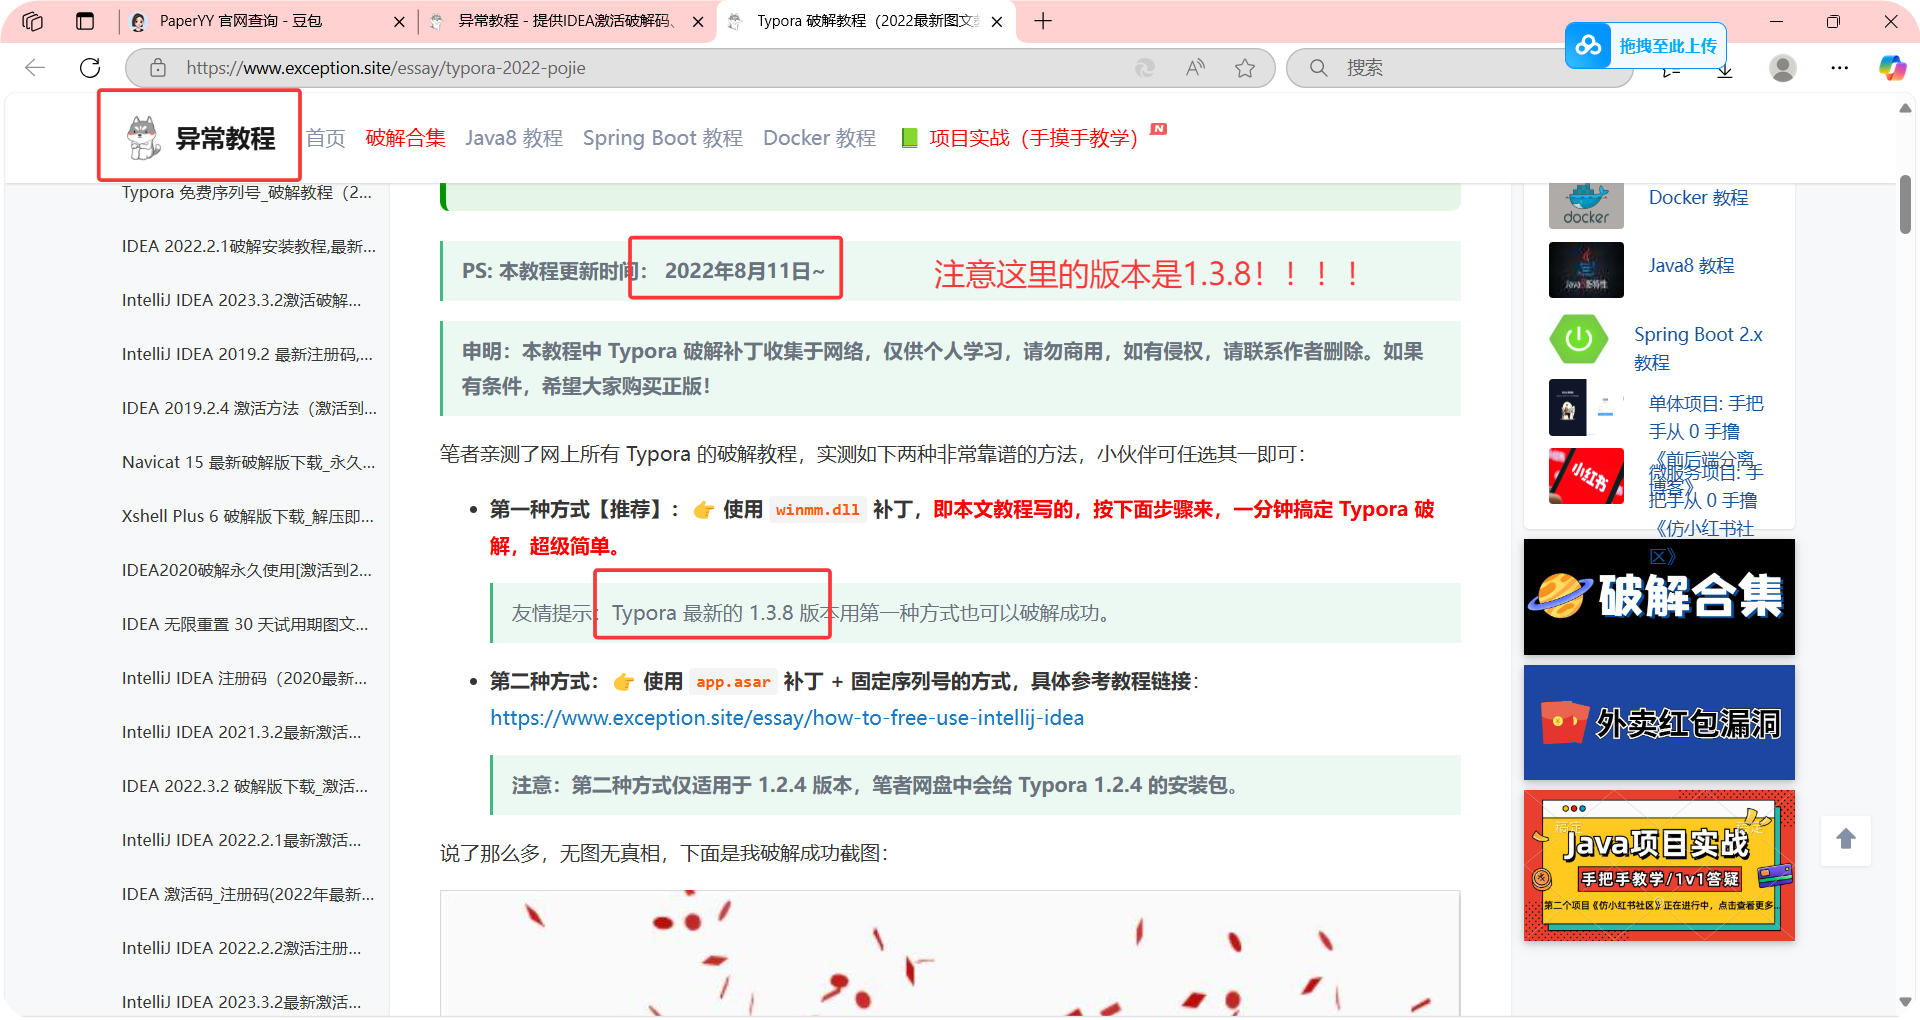 PaperYY 官网查询 - 豆包
异常教程 - 提供IDEA激活破解码、
Typora 破解教程（2022最新图文
https://www.exception.site/essay/typora-2022-pojie
搜索
拖拽至此上传
异常教程
首页
破解合集
Java8 教程
Spring Boot 教程
Docker 教程
项目实战（手摸手教学）
N
Typora 免费序列号_破解教程（2...
IDEA 2022.2.1破解安装教程,最新...
IntelliJ IDEA 2023.3.2激活破解...
IntelliJ IDEA 2019.2 最新注册码,...
IDEA 2019.2.4 激活方法（激活到...
Navicat 15 最新破解版下载_永久...
Xshell Plus 6 破解版下载_解压即...
IDEA2020破解永久使用[激活到2...
IDEA 无限重置 30 天试用期图文...
IntelliJ IDEA 注册码（2020最新...
IntelliJ IDEA 2021.3.2最新激活...
IDEA 2022.3.2 破解版下载_激活...
IntelliJ IDEA 2022.2.1最新激活...
IDEA 激活码_注册码(2022年最新...
IntelliJ IDEA 2022.2.2激活注册...
IntelliJ IDEA 2023.3.2最新激活...
PS: 本教程更新时间： 2022年8月11日~
注意这里的版本是1.3.8！！！！
申明：本教程中 Typora 破解补丁收集于网络，仅供个人学习，请勿商用，如有侵权，请联系作者删除。如果
有条件，希望大家购买正版！
笔者亲测了网上所有 Typora 的破解教程，实测如下两种非常靠谱的方法，小伙伴可任选其一即可：
第一种方式【推荐】：👉 使用 winmm.dll 补丁，即本文教程写的，按下面步骤来，一分钟搞定 Typora 破
解，超级简单。
友情提示：Typora 最新的 1.3.8 版本用第一种方式也可以破解成功。
第二种方式：👉 使用 app.asar 补丁 + 固定序列号的方式，具体参考教程链接：
https://www.exception.site/essay/how-to-free-use-intellij-idea
注意：第二种方式仅适用于 1.2.4 版本，笔者网盘中会给 Typora 1.2.4 的安装包。
说了那么多，无图无真相，下面是我破解成功截图：
docker
Docker 教程
Java8新特性
Java8 教程
Spring Boot 2.x
教程
单体项目: 手把
手从 0 手撸
《前后端分离
博客》
小红书
微服务项目: 手
把手从 0 手撸
《仿小红书社
区》
破解合集
外卖红包漏洞
Java项目实战
手把手教学/1v1答疑
第二个项目《仿小红书社区》正在进行中，点击查看更多...